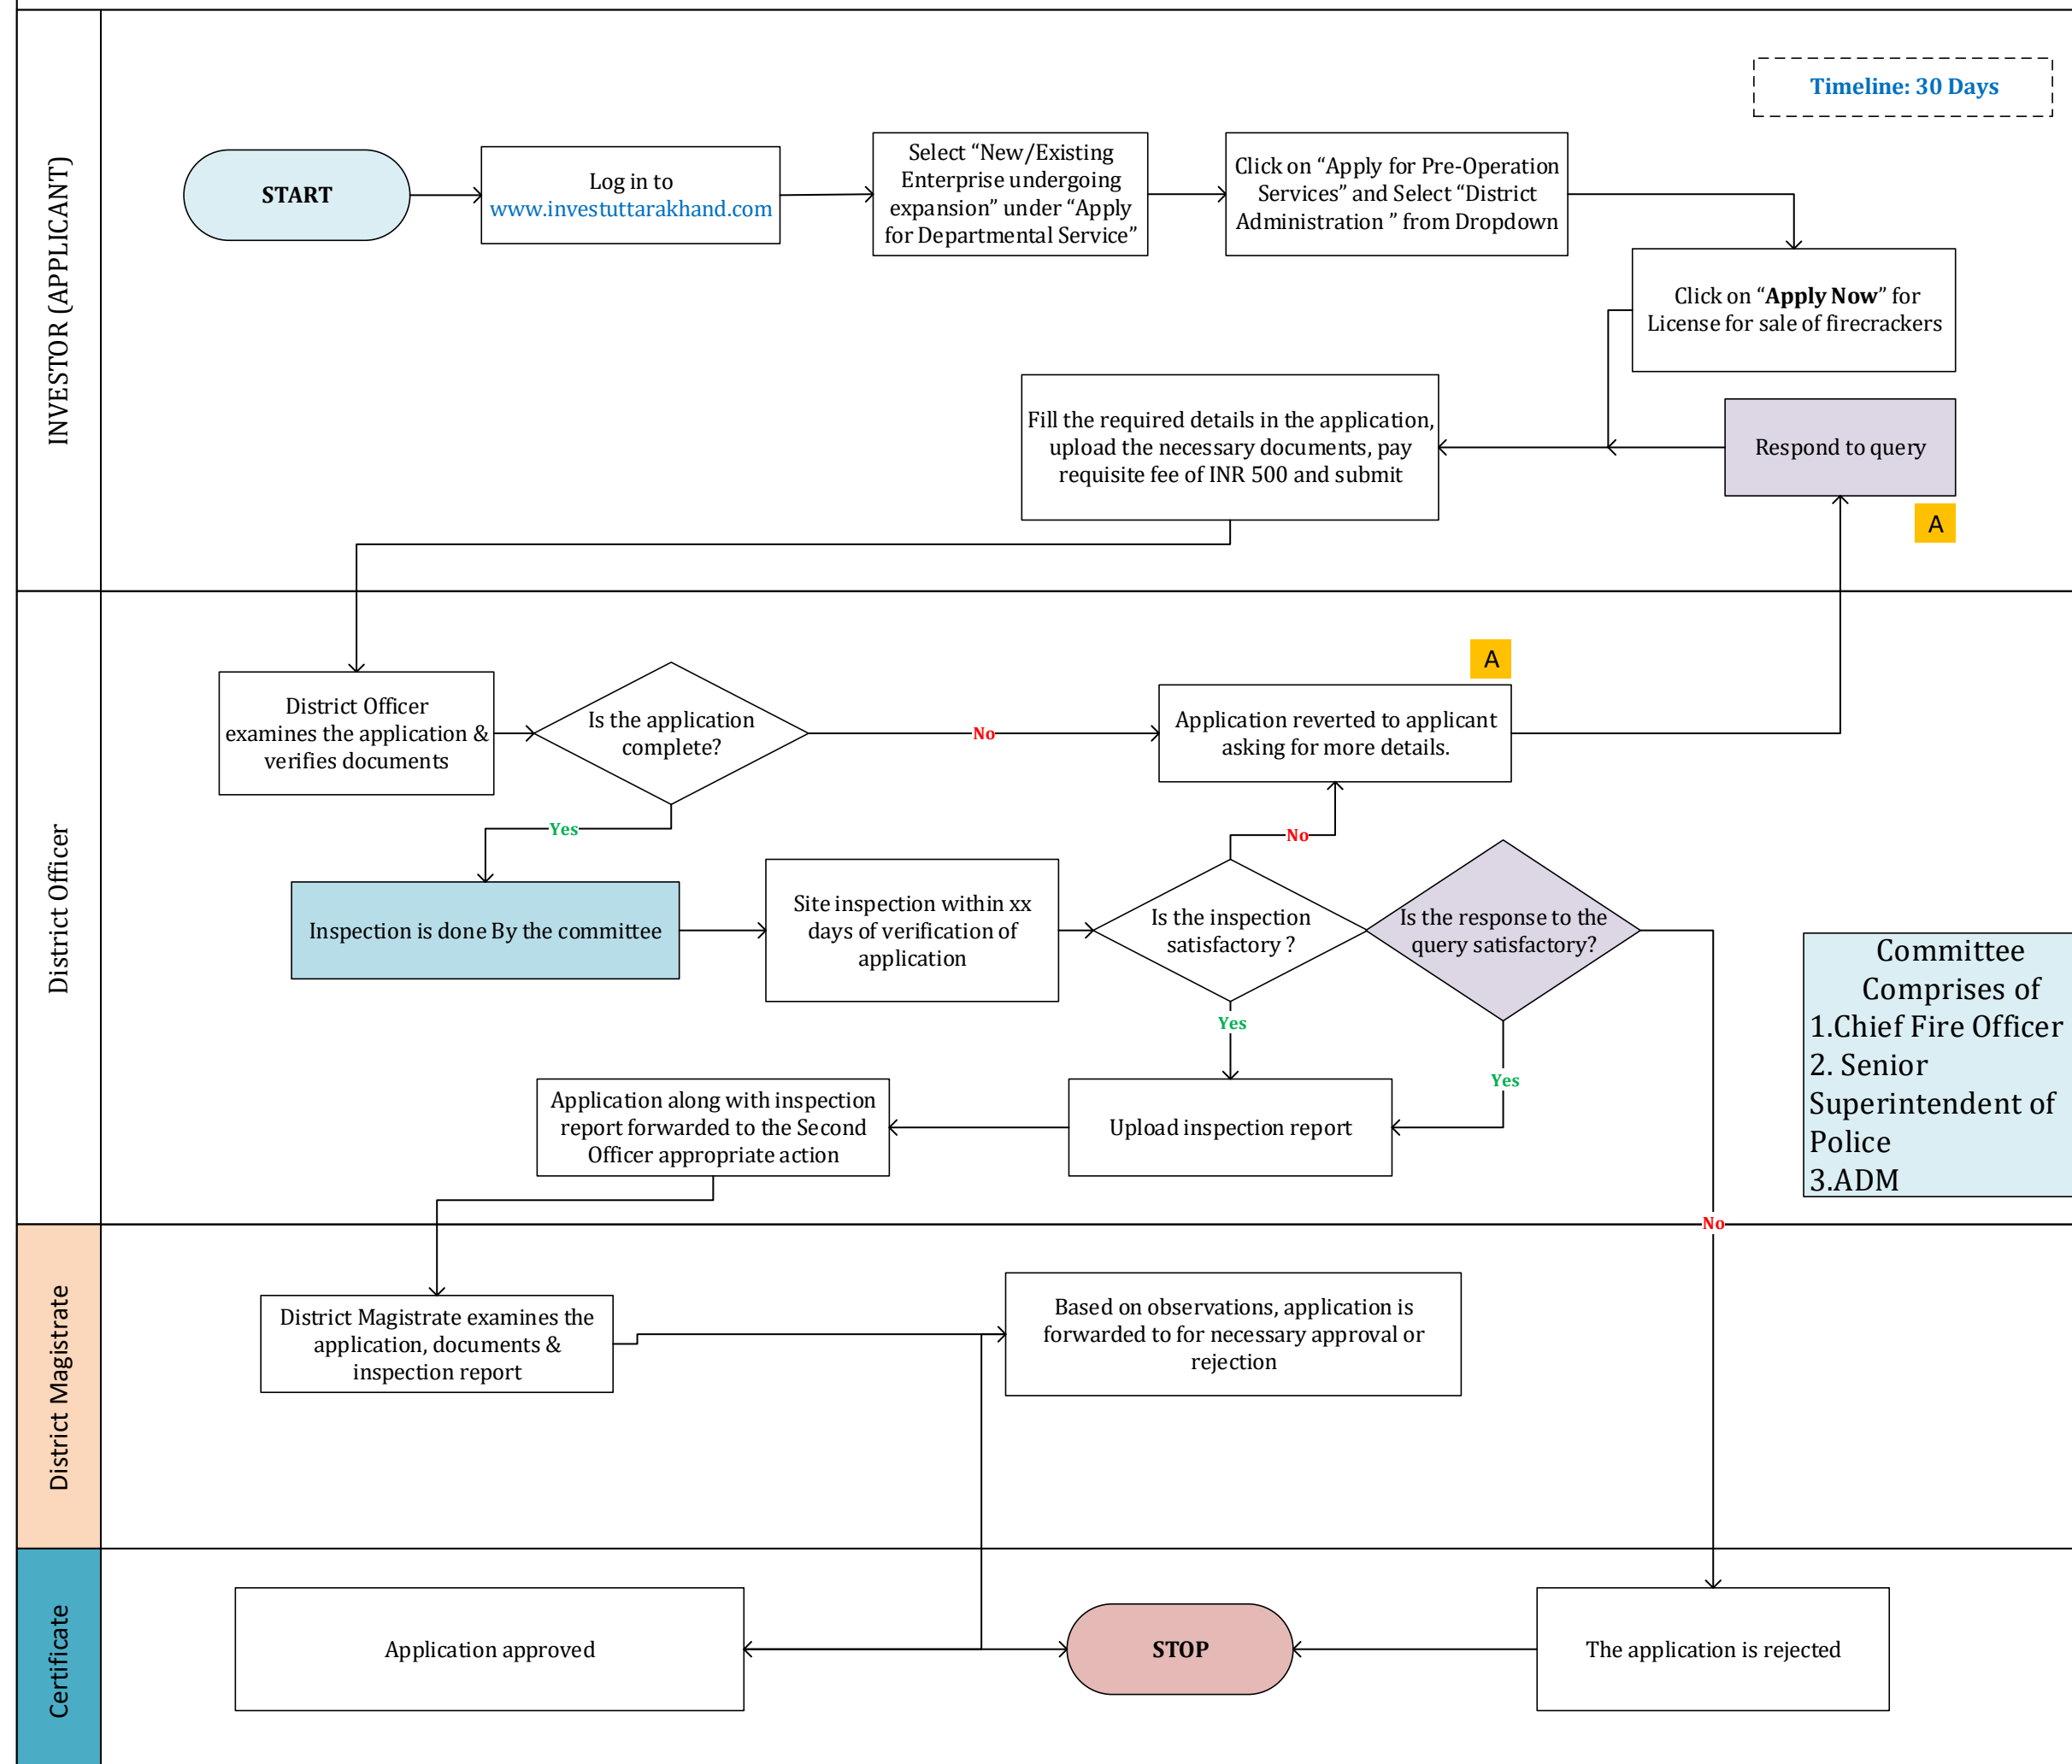 INVESTOR (APPLICANT)
Timeline: 30 Days
START
Log in to
www.investuttarakhand.com
Select “New/Existing
Enterprise undergoing
expansion” under “Apply
for Departmental Service”
Click on “Apply for Pre-Operation
Services” and Select “District
Administration ” from Dropdown
Click on “Apply Now” for
License for sale of firecrackers
Fill the required details in the application,
upload the necessary documents, pay
requisite fee of INR 500 and submit
Respond to query
A
District Officer
A
District Officer
examines the application &
verifies documents
Is the application
complete?
No
Application reverted to applicant
asking for more details.
Yes
No
Inspection is done By the committee
Site inspection within xx
days of verification of
application
Is the inspection
satisfactory ?
Is the response to the
query satisfactory?
Committee
Comprises of
1.Chief Fire Officer
2. Senior
Superintendent of
Police
3.ADM
Yes
Yes
Application along with inspection
report forwarded to the Second
Officer appropriate action
Upload inspection report
No
District Magistrate
District Magistrate examines the
application, documents &
inspection report
Based on observations, application is
forwarded to for necessary approval or
rejection
Certificate
Application approved
STOP
The application is rejected